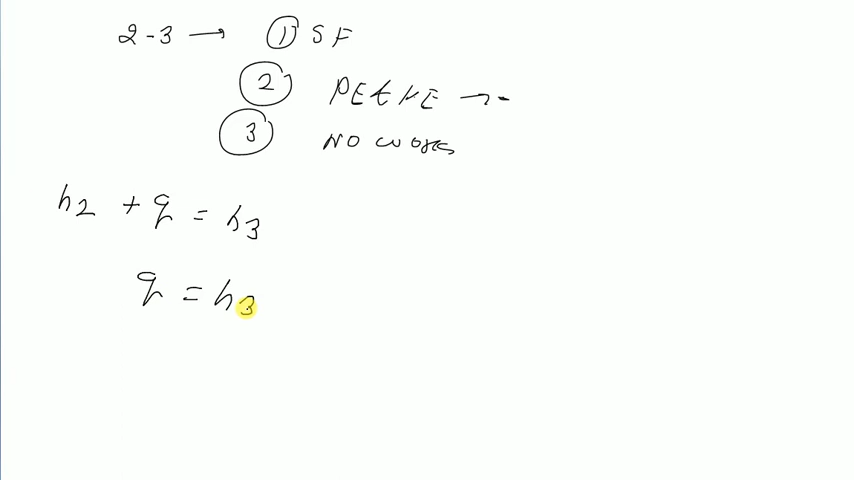 2-3 → ① SF
② PE & KE →-
③ NO WORK
h2 + q = h3
q = h3